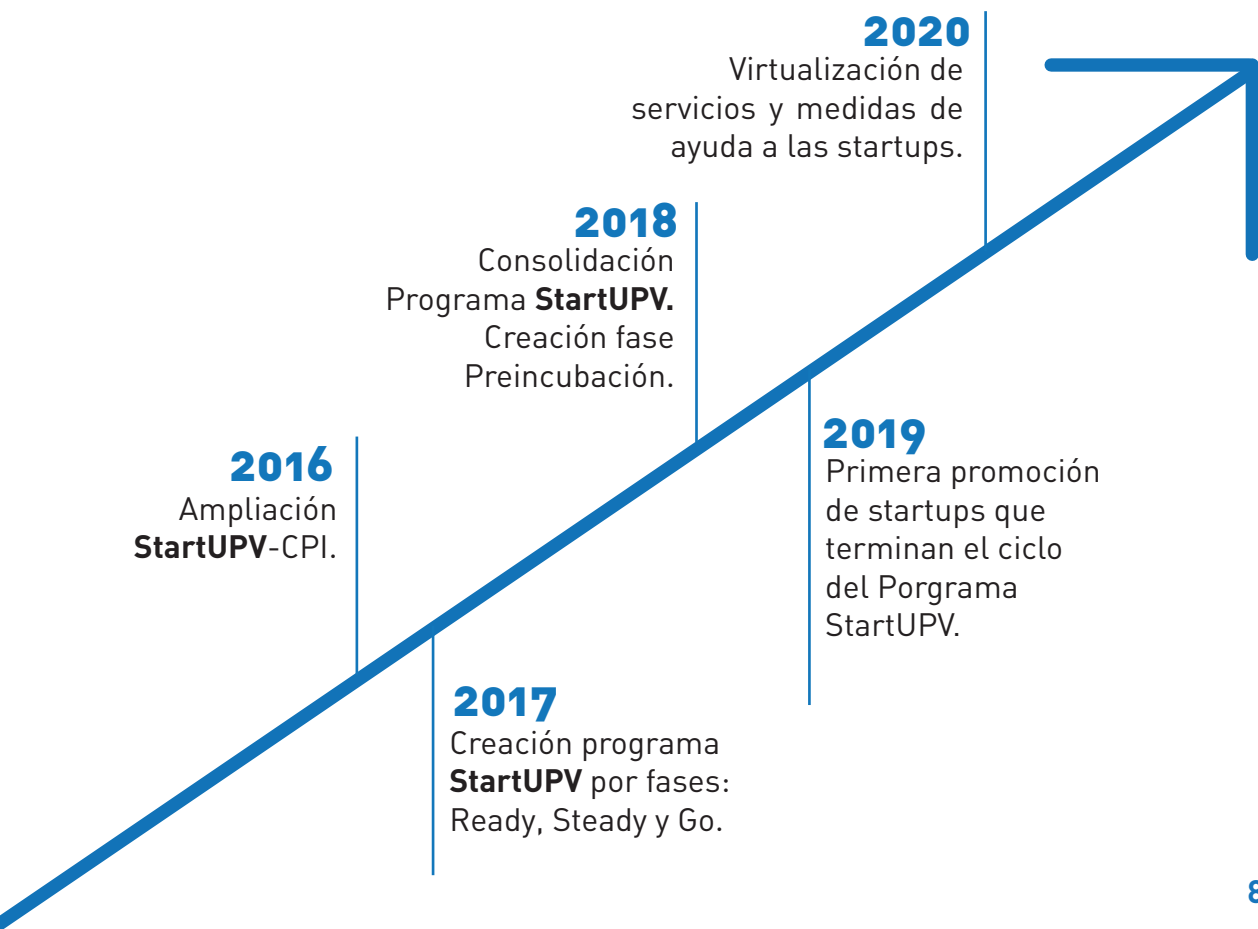 2020
Virtualización de
servicios y medidas de
ayuda a las startups.
2018
Consolidación
Programa StartUPV.
Creación fase
Preincubación.
2019
Primera promoción
de startups que
terminan el ciclo
del Porgrama
StartUPV.
2016
Ampliación
StartUPV-CPI.
2017
Creación programa
StartUPV por fases:
Ready, Steady y Go.
8